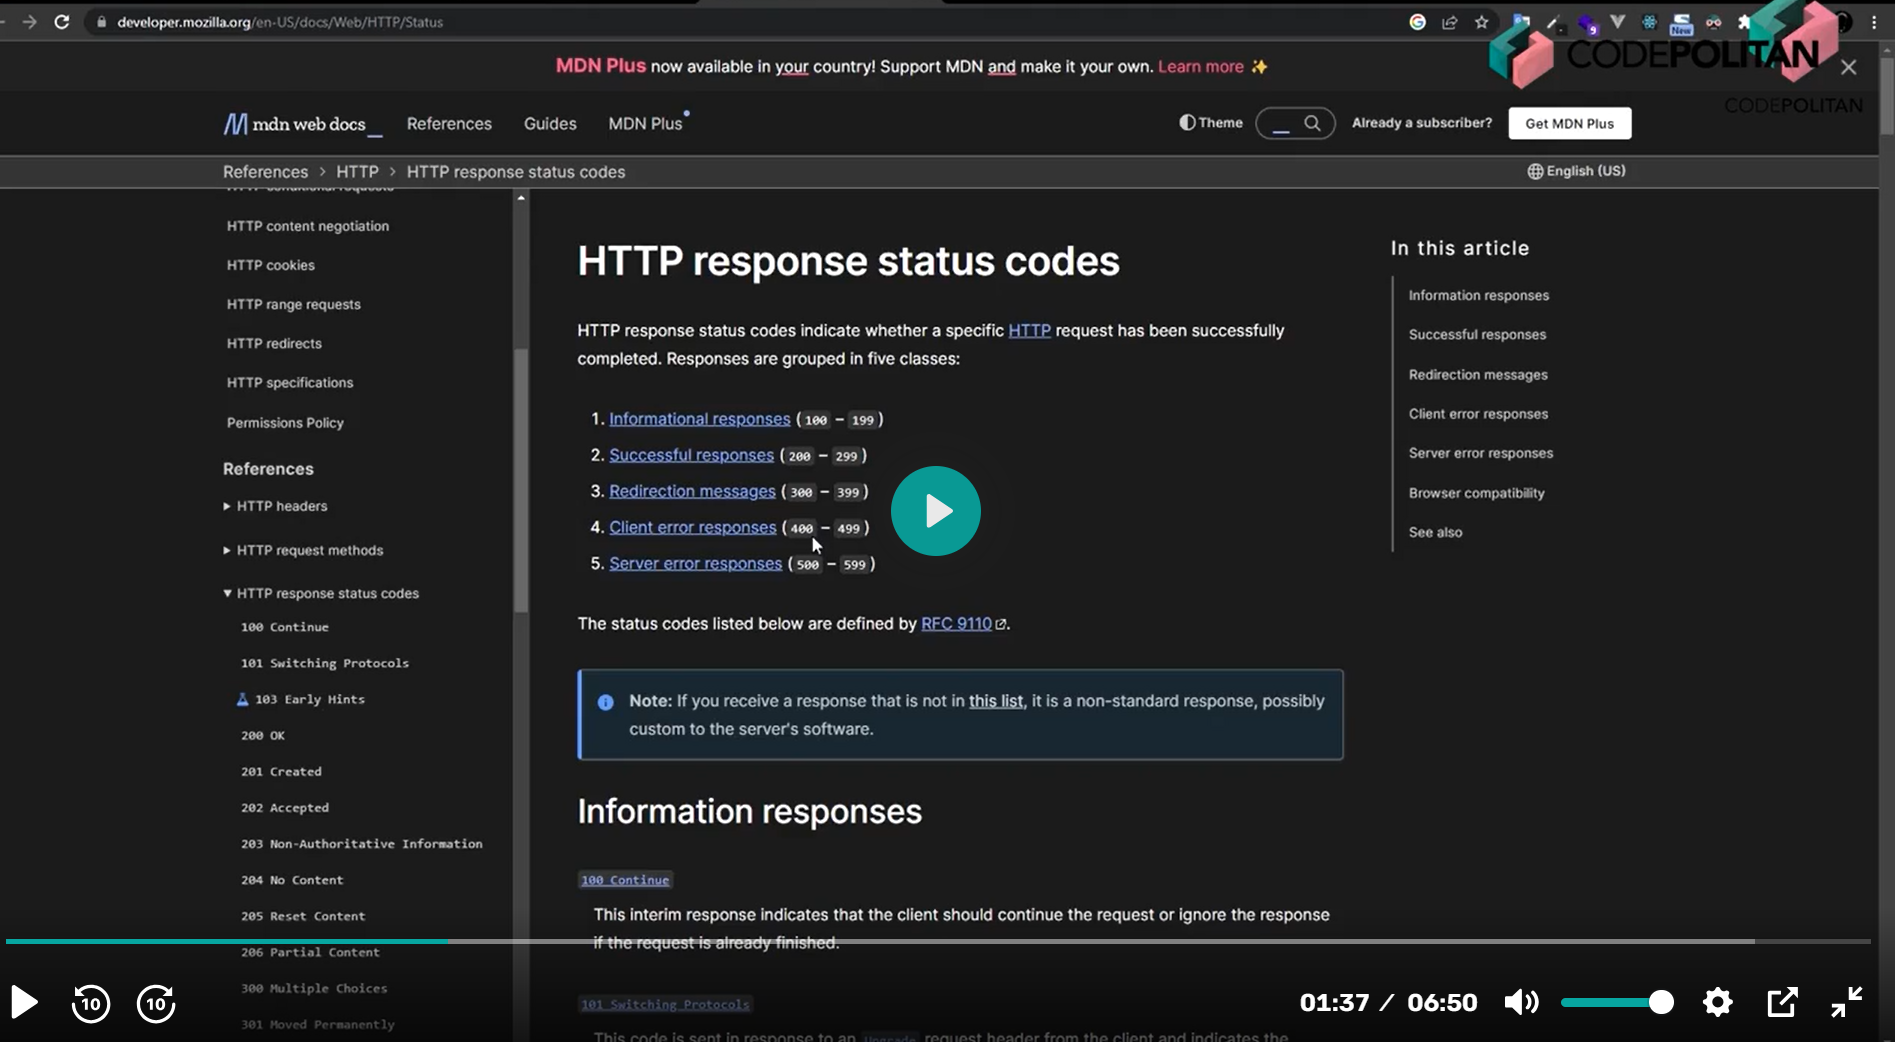 developer.mozilla.org/en-US/docs/Web/HTTP/Status
9
New
CODEPOLITAN
CODEPOLITAN
MDN Plus now available in your country! Support MDN and make it your own. Learn more ✨
mdn web docs_
References
Guides
MDN Plus
Theme
Already a subscriber?
Get MDN Plus
References > HTTP > HTTP response status codes
English (US)
HTTP conditional requests
HTTP content negotiation
HTTP cookies
HTTP range requests
HTTP redirects
HTTP specifications
Permissions Policy
References
HTTP headers
HTTP request methods
HTTP response status codes
100 Continue
101 Switching Protocols
103 Early Hints
200 OK
201 Created
202 Accepted
203 Non-Authoritative Information
204 No Content
205 Reset Content
206 Partial Content
300 Multiple Choices
301 Moved Permanently
HTTP response status codes
HTTP response status codes indicate whether a specific HTTP request has been successfully
completed. Responses are grouped in five classes:
1. Informational responses (100 – 199)
2. Successful responses (200 – 299)
3. Redirection messages (300 – 399)
4. Client error responses (400 – 499)
5. Server error responses (500 – 599)
The status codes listed below are defined by RFC 9110.
Note: If you receive a response that is not in this list, it is a non-standard response, possibly
custom to the server's software.
Information responses
100 Continue
This interim response indicates that the client should continue the request or ignore the response
if the request is already finished.
101 Switching Protocols
This code is sent in response to an Upgrade request header from the client and indicates the
In this article
Information responses
Successful responses
Redirection messages
Client error responses
Server error responses
Browser compatibility
See also
10
10
01:37 / 06:50